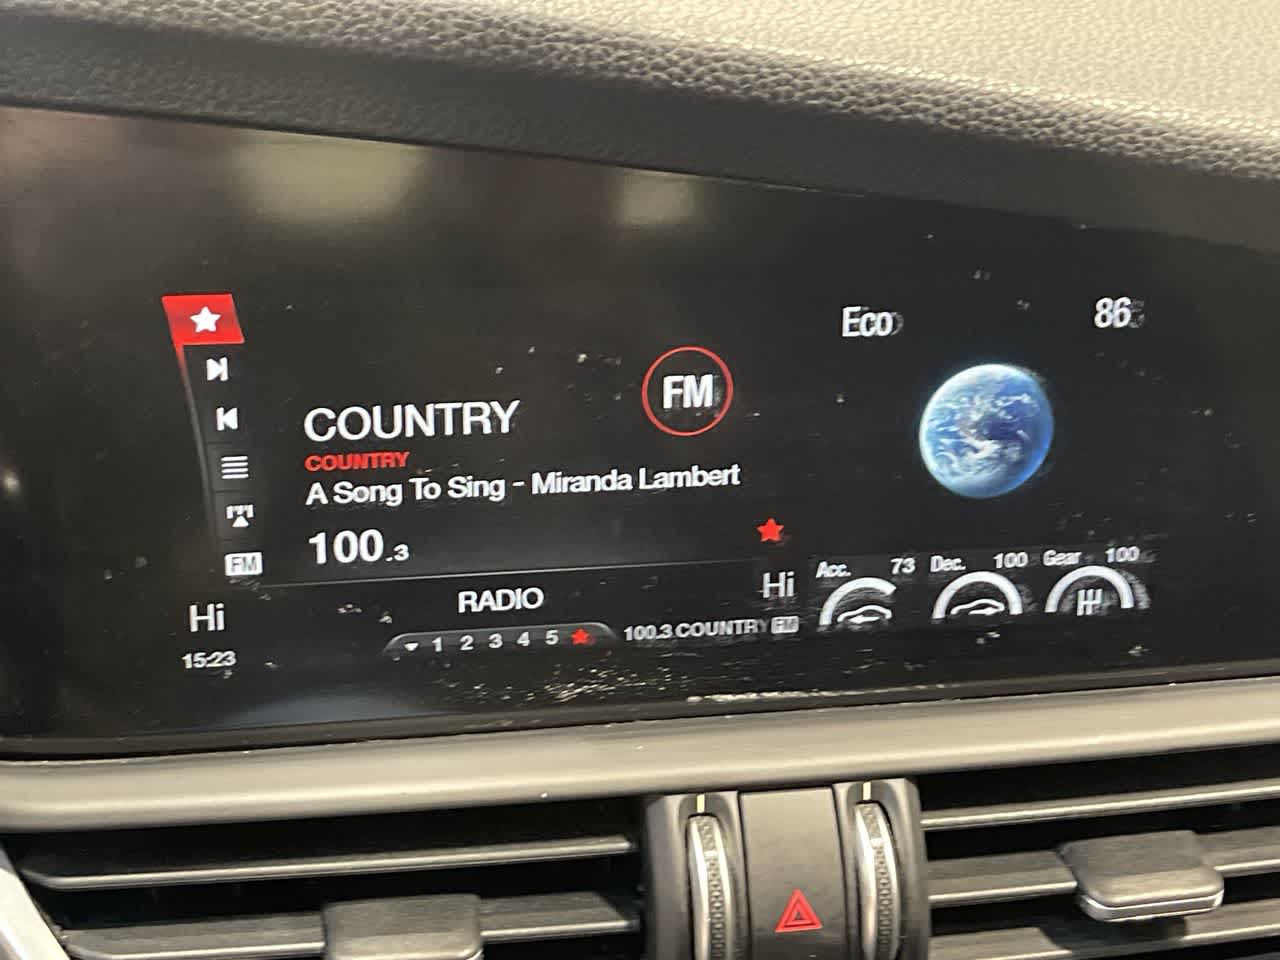 Eco 86
FM
COUNTRY
COUNTRY
A Song To Sing - Miranda Lambert
100.3
FM
Acc. 73 Dec. 100 Gear 100
Hi
RADIO
Hi
1 2 3 4 5
100.3 COUNTRY FM
15:23